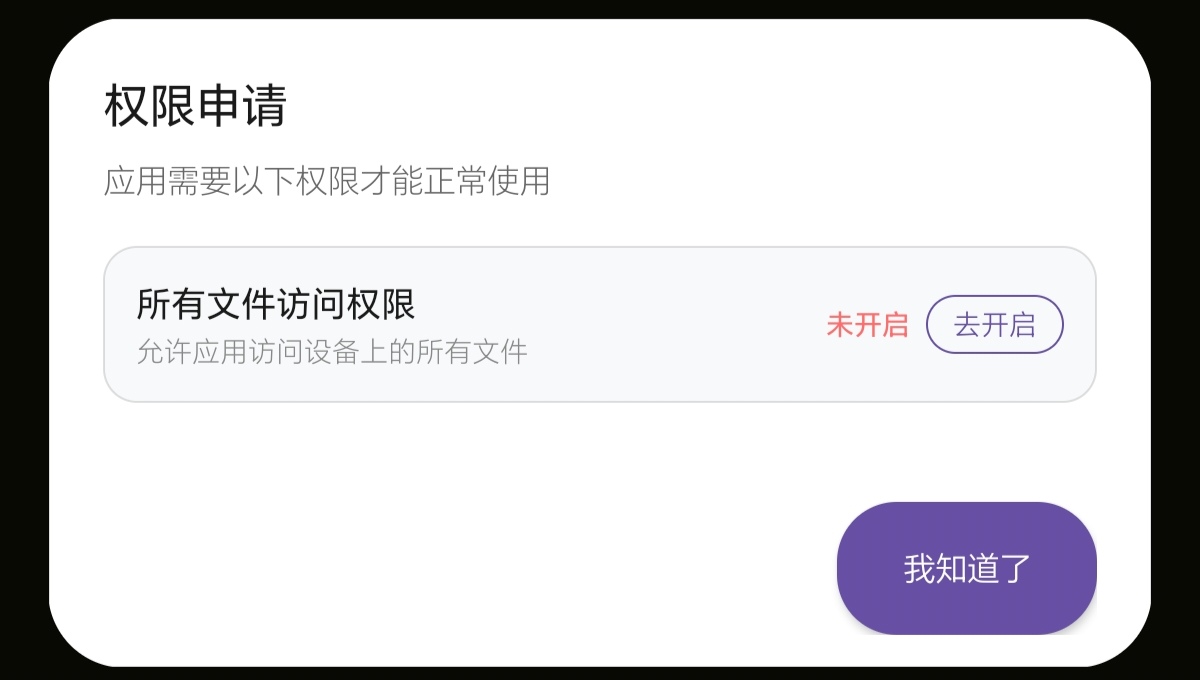 权限申请
应用需要以下权限才能正常使用
所有文件访问权限
允许应用访问设备上的所有文件
未开启
去开启
我知道了